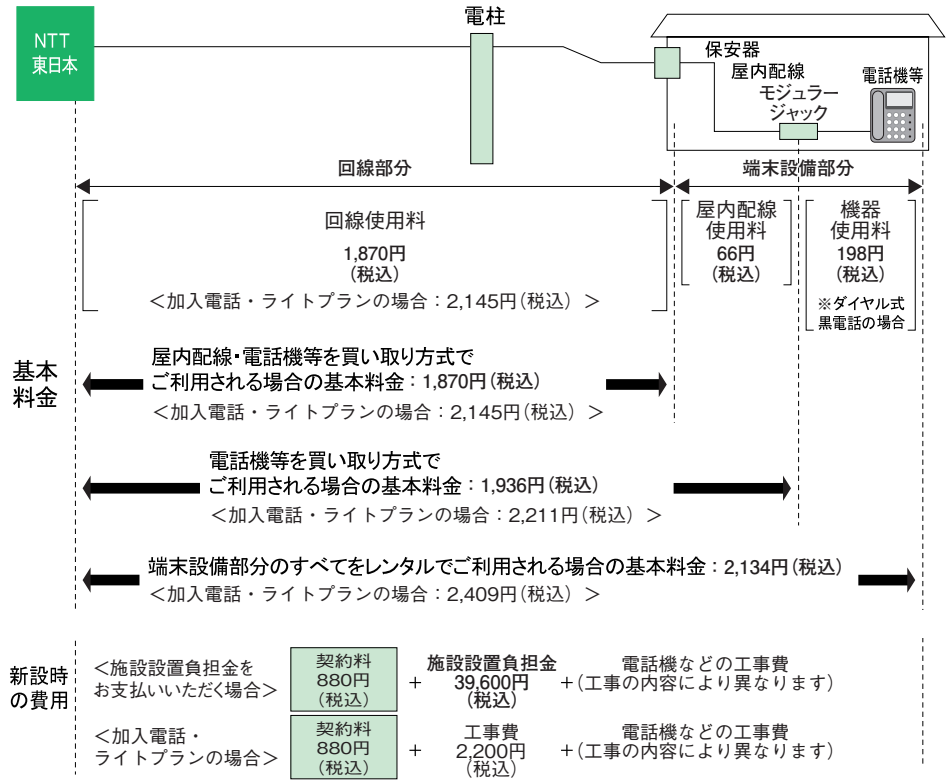 NTT
東日本
電柱
保安器
屋内配線
モジュラー
ジャック
電話機等
回線部分
端末設備部分
回線使用料
1,870円
(税込)
＜加入電話・ライトプランの場合：2,145円(税込) ＞
屋内配線
使用料
66円
(税込)
機器
使用料
198円
(税込)
※ダイヤル式
黒電話の場合
基本
料金
屋内配線・電話機等を買い取り方式で
ご利用される場合の基本料金：1,870円(税込)
＜加入電話・ライトプランの場合：2,145円(税込) ＞
電話機等を買い取り方式で
ご利用される場合の基本料金：1,936円(税込)
＜加入電話・ライトプランの場合：2,211円(税込) ＞
端末設備部分のすべてをレンタルでご利用される場合の基本料金：2,134円(税込)
＜加入電話・ライトプランの場合：2,409円(税込) ＞
新設時
の費用
＜施設設置負担金を
お支払いいただく場合＞
契約料
880円
(税込)
+
施設設置負担金
39,600円
(税込)
+
電話機などの工事費
(工事の内容により異なります)
＜加入電話・
ライトプランの場合＞
契約料
880円
(税込)
+
工事費
2,200円
(税込)
+
電話機などの工事費
(工事の内容により異なります)